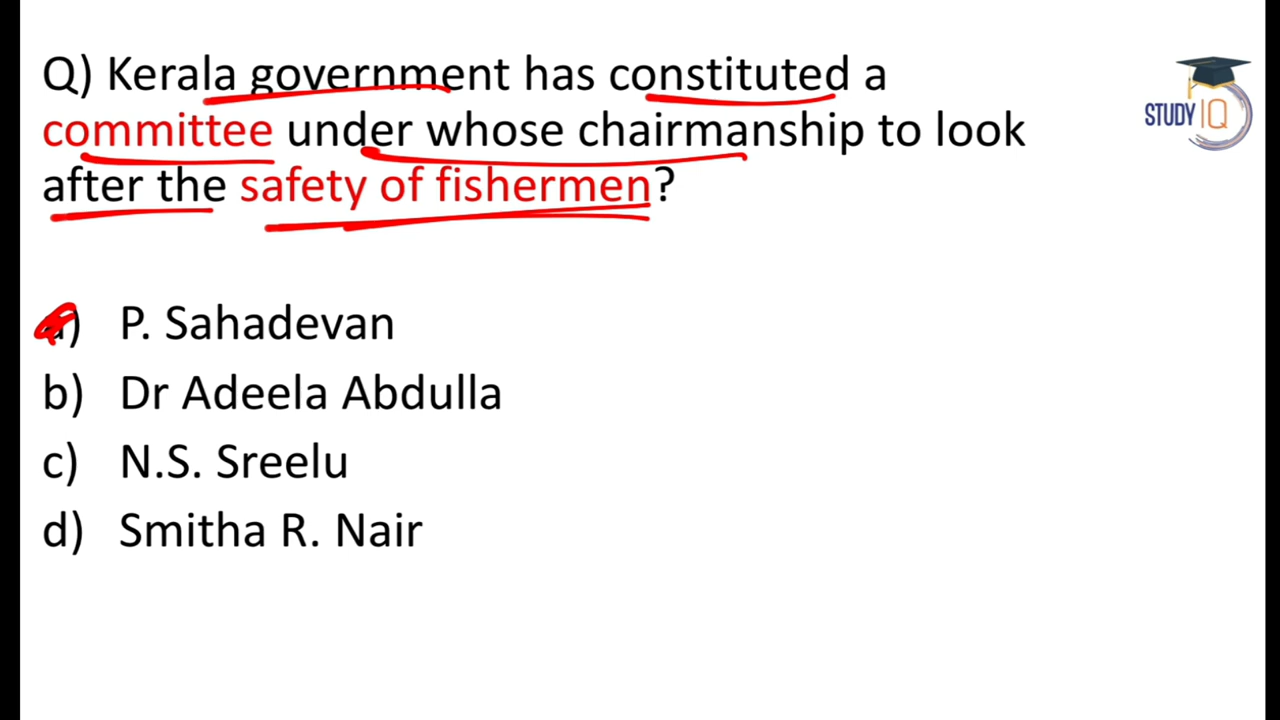 Q) Kerala government has constituted a
committee under whose chairmanship to look
after the safety of fishermen?
STUDY IQ
a) P. Sahadevan
b) Dr Adeela Abdulla
c) N.S. Sreelu
d) Smitha R. Nair